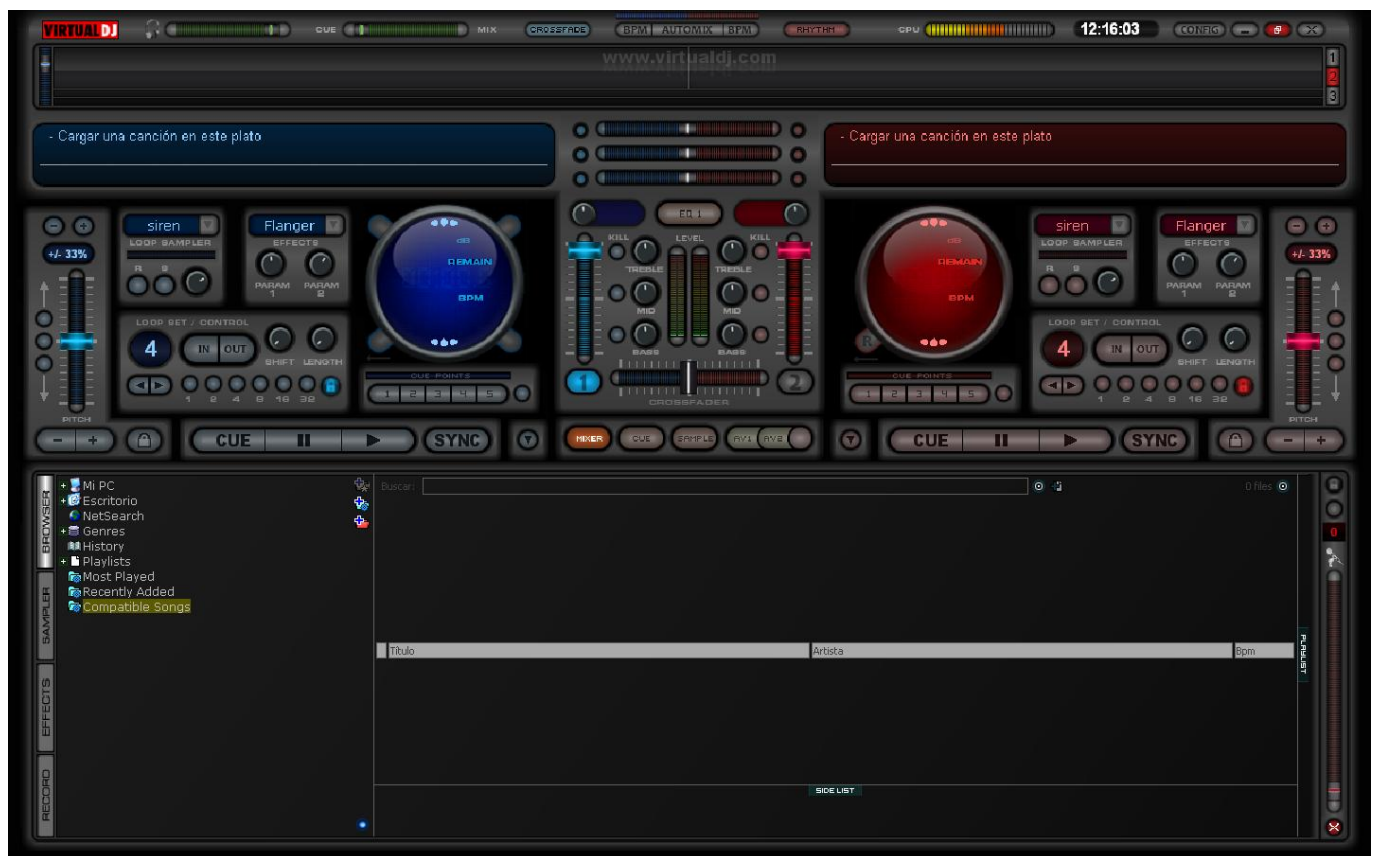 VIRTUAL DJ CUE MIX CROSSFADE BPM AUTOMIX BPM RHYTHM CPU 12:16:03 CONFIG
www.virtualdj.com
1
2
3
- Cargar una canción en este plato
- Cargar una canción en este plato
siren Flanger EQ.1 siren Flanger
LOOP SAMPLER EFFECTS KILL LEVEL KILL LOOP SAMPLER EFFECTS
+/- 33% dB dB +/- 33%
R S REMAIN TREBLE TREBLE REMAIN R S
PARAM 1 PARAM 2 BPM MID MID BPM PARAM 1 PARAM 2
LOOP SET / CONTROL LOOP SET / CONTROL
4 IN OUT BASS BASS R 4 IN OUT
SHIFT LENGTH SHIFT LENGTH
CUE POINTS 1 2 CUE POINTS
1 2 4 8 16 32 1 2 3 4 5 CROSSFADER 1 2 3 4 5 1 2 4 8 16 32
PITCH PITCH
- + CUE SYNC MIXER CUE SAMPLE AV1 AV2 CUE SYNC - +
BROWSER
SAMPLER
EFFECTS
RECORD
+ Mi PC
+ Escritorio
NetSearch
+ Genres
History
+ Playlists
Most Played
Recently Added
Compatible Songs
Buscar: 0 files
0
Título Artista Bpm
PLAYLIST
SIDE LIST